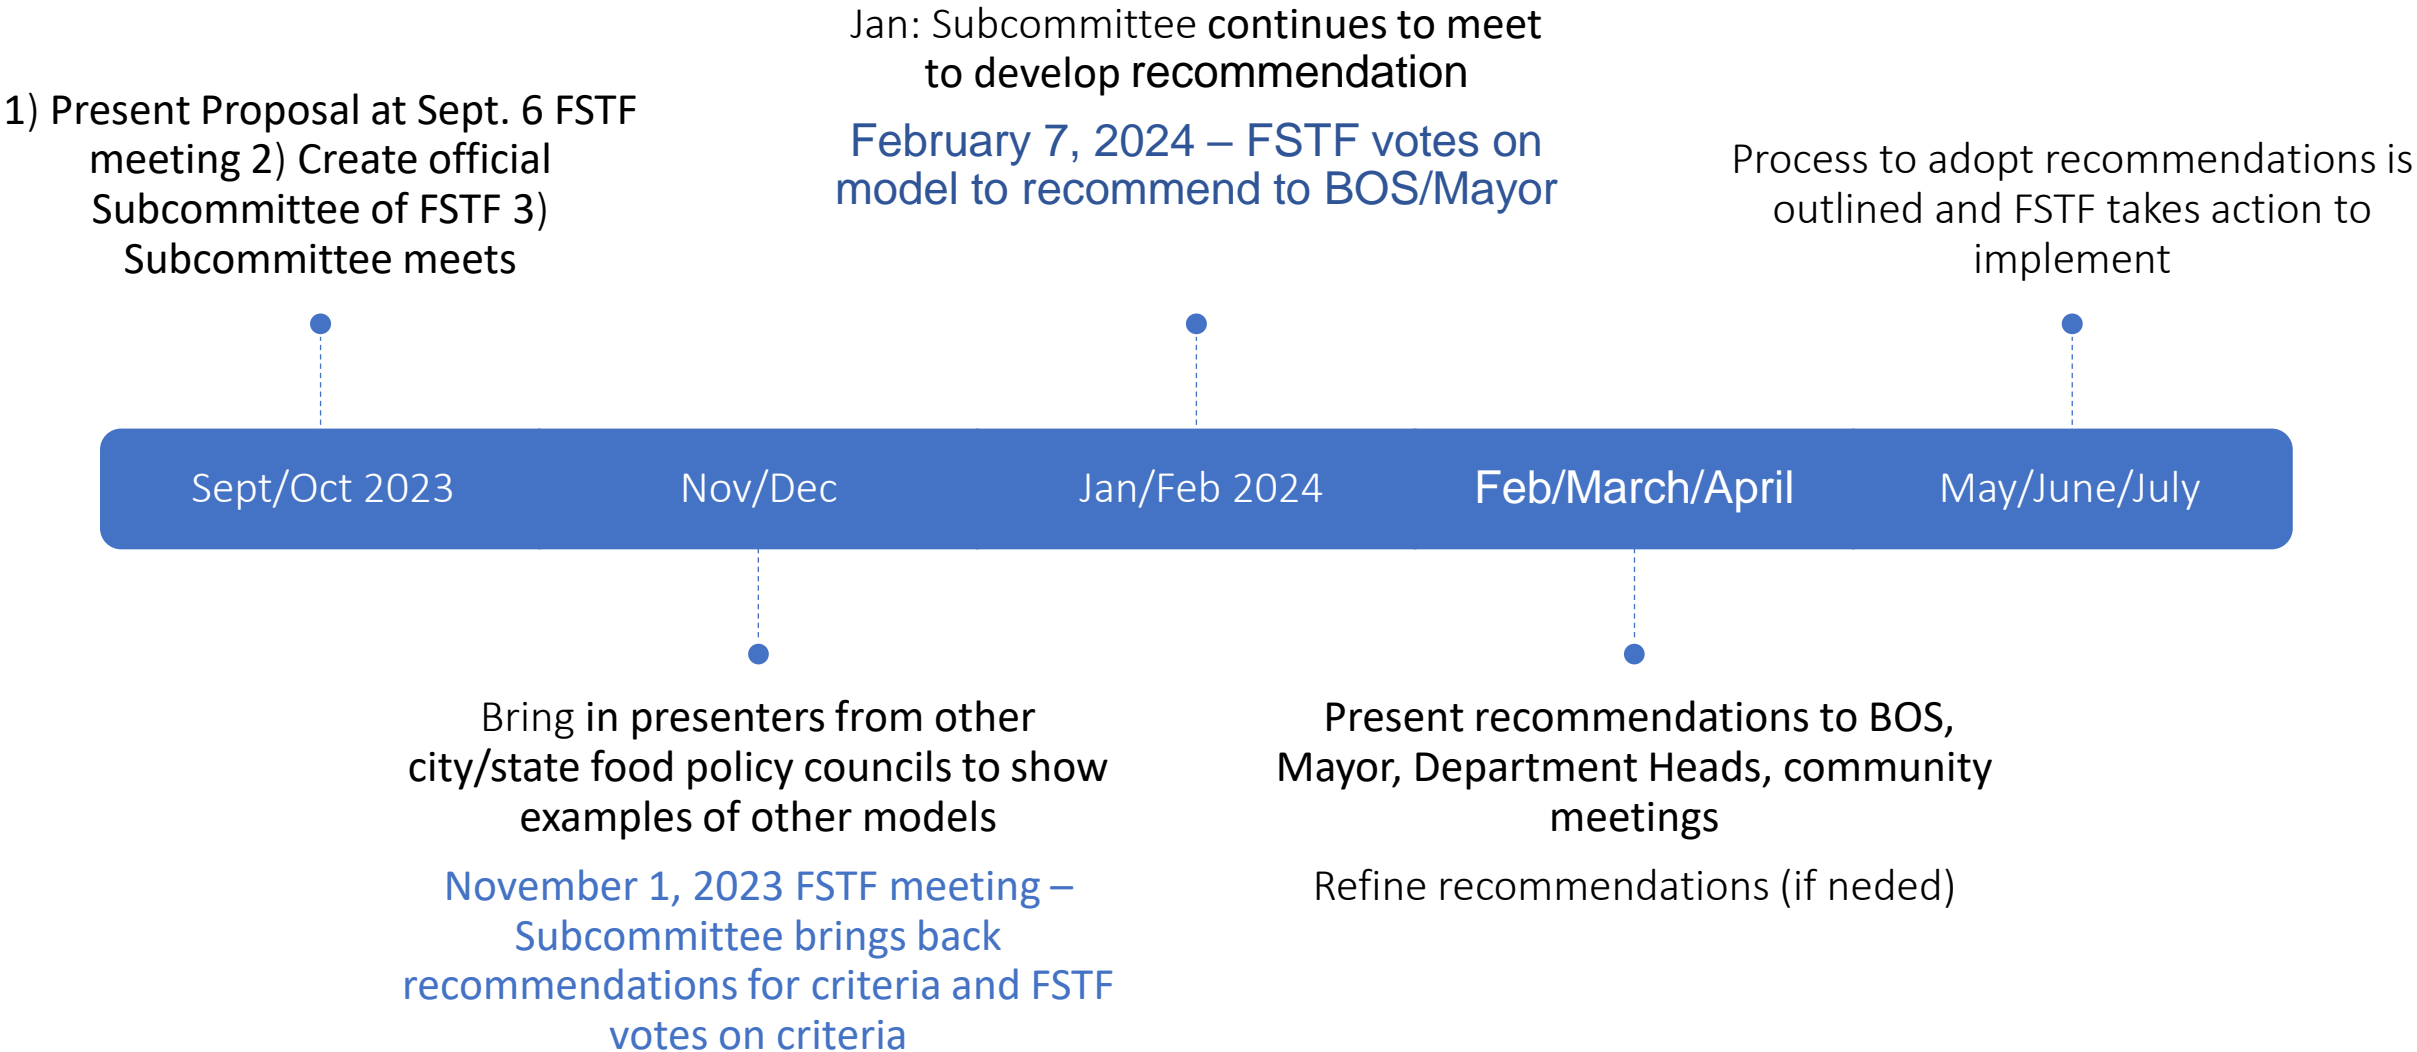 Jan: Subcommittee continues to meet
to develop recommendation
February 7, 2024 – FSTF votes on
model to recommend to BOS/Mayor
1) Present Proposal at Sept. 6 FSTF
meeting 2) Create official
Subcommittee of FSTF 3)
Subcommittee meets
Process to adopt recommendations is
outlined and FSTF takes action to
implement
Sept/Oct 2023
Nov/Dec
Jan/Feb 2024
Feb/March/April
May/June/July
Bring in presenters from other
city/state food policy councils to show
examples of other models
November 1, 2023 FSTF meeting –
Subcommittee brings back
recommendations for criteria and FSTF
votes on criteria
Present recommendations to BOS,
Mayor, Department Heads, community
meetings
Refine recommendations (if neded)